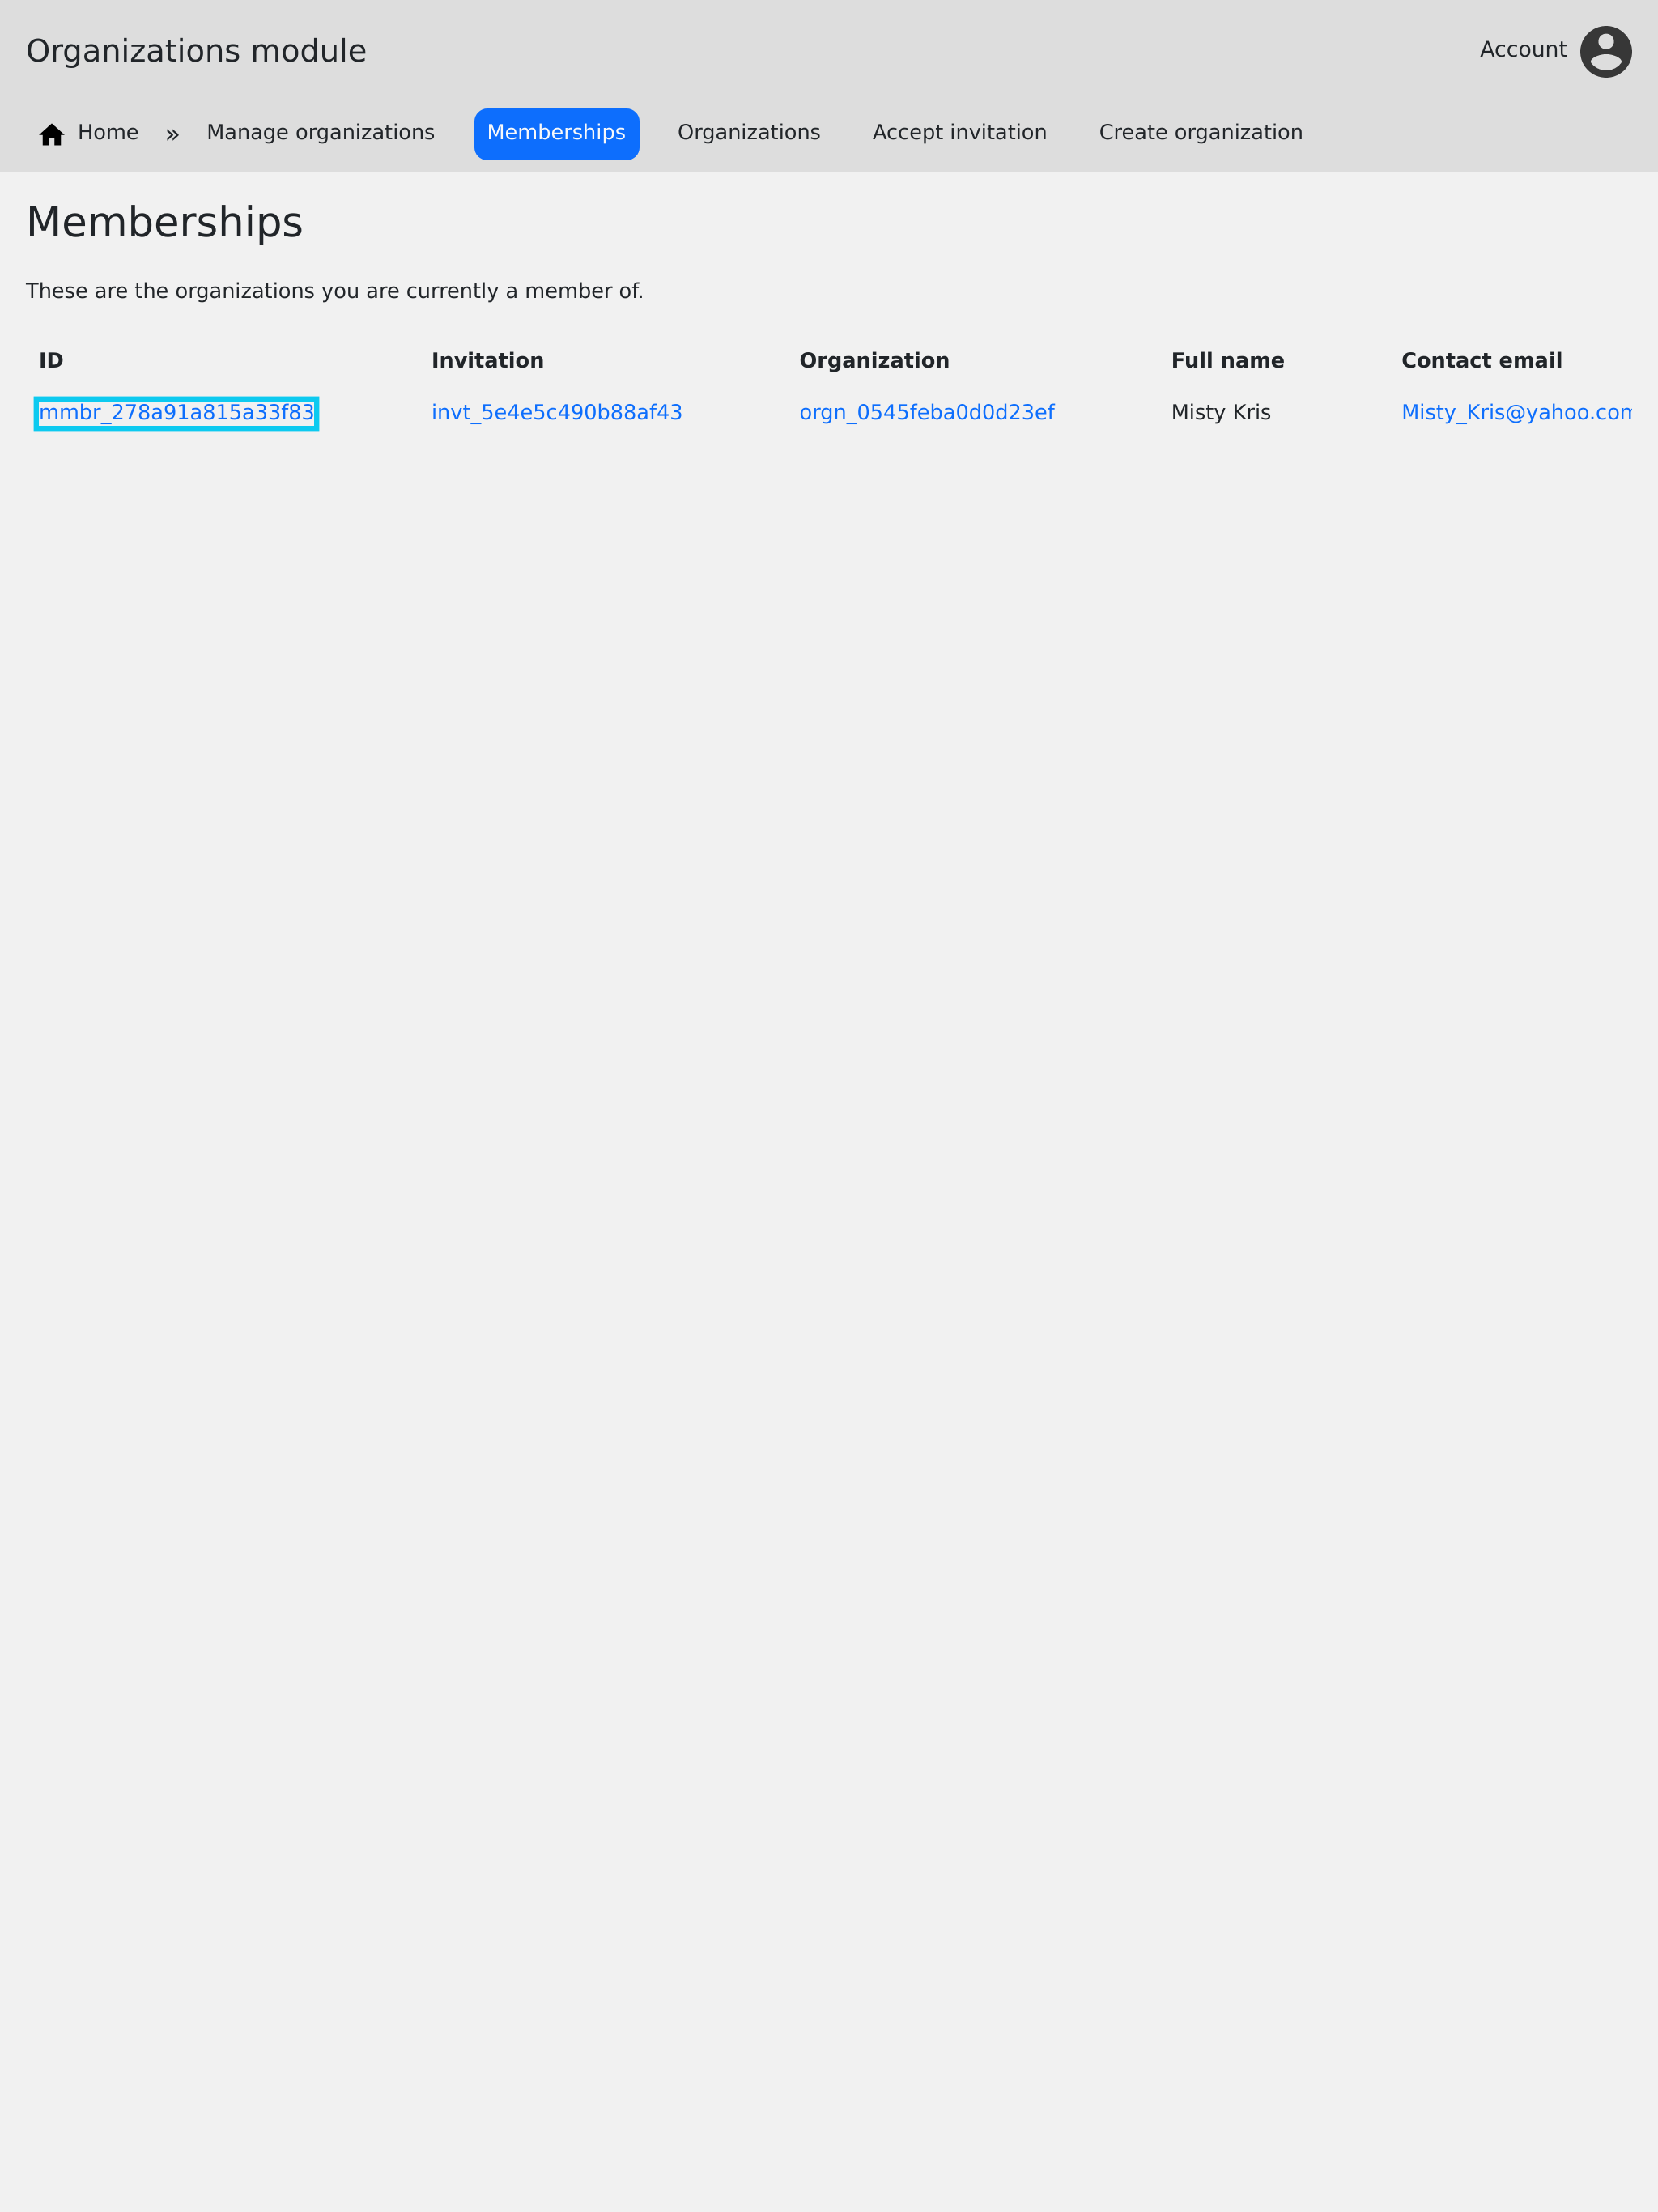 Organizations module
Account
Home » Manage organizations Memberships Organizations Accept invitation Create organization
Memberships
These are the organizations you are currently a member of.
ID Invitation Organization Full name Contact email
mmbr_278a91a815a33f83 invt_5e4e5c490b88af43 orgn_0545feba0d0d23ef Misty Kris Misty_Kris@yahoo.com